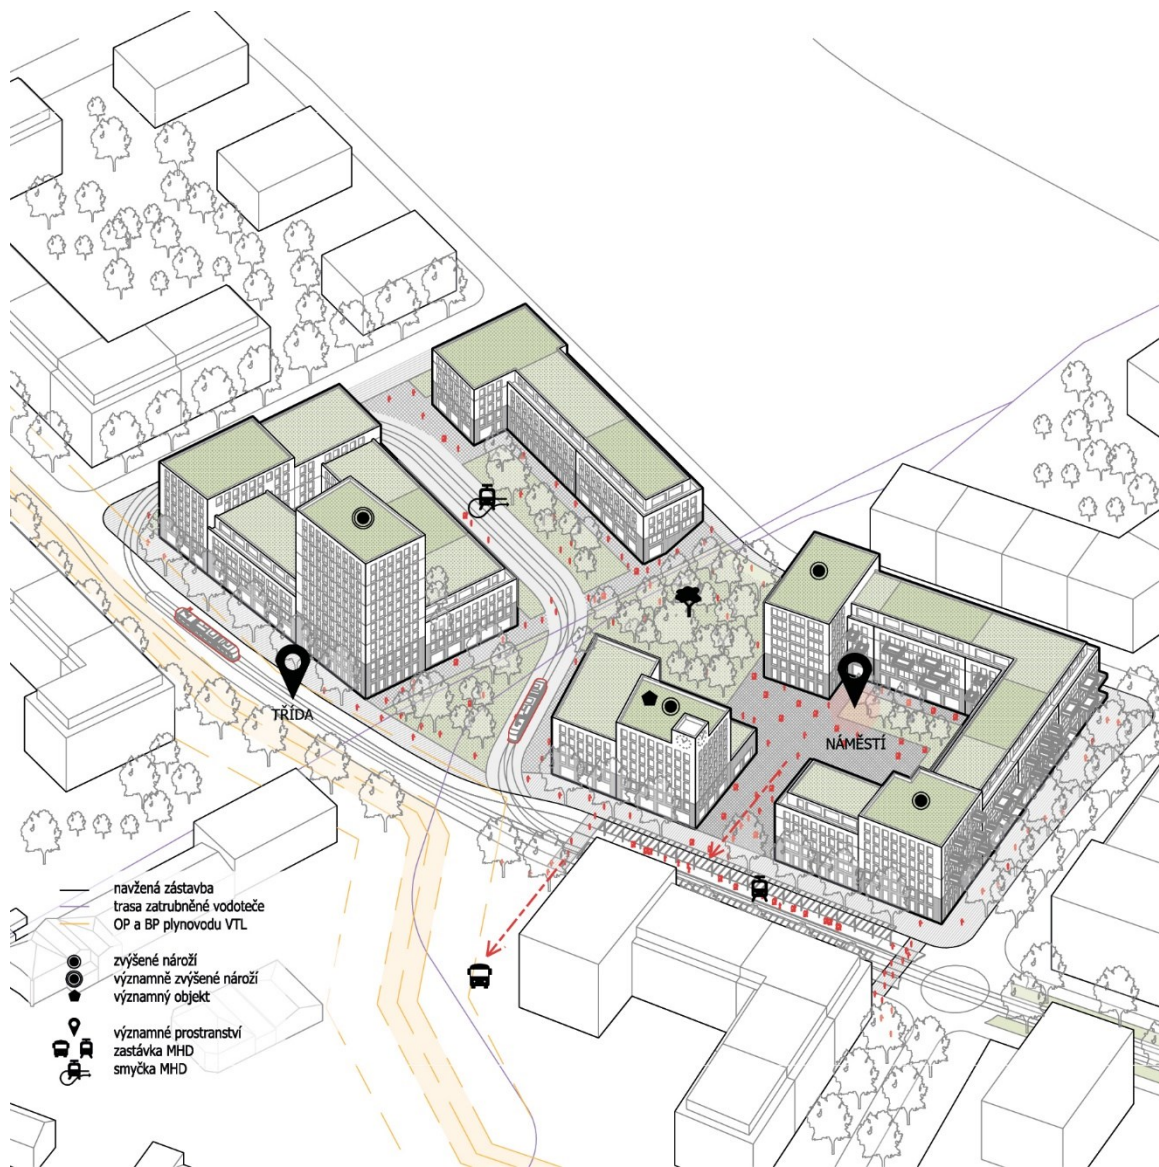 TŘÍDA
NÁMĚSTÍ
navžená zástavba
trasa zatrubněné vodoteče
OP a BP plynovodu VTL
zvýšené nároží
významně zvýšené nároží
významný objekt
významné prostranství
zastávka MHD
smyčka MHD